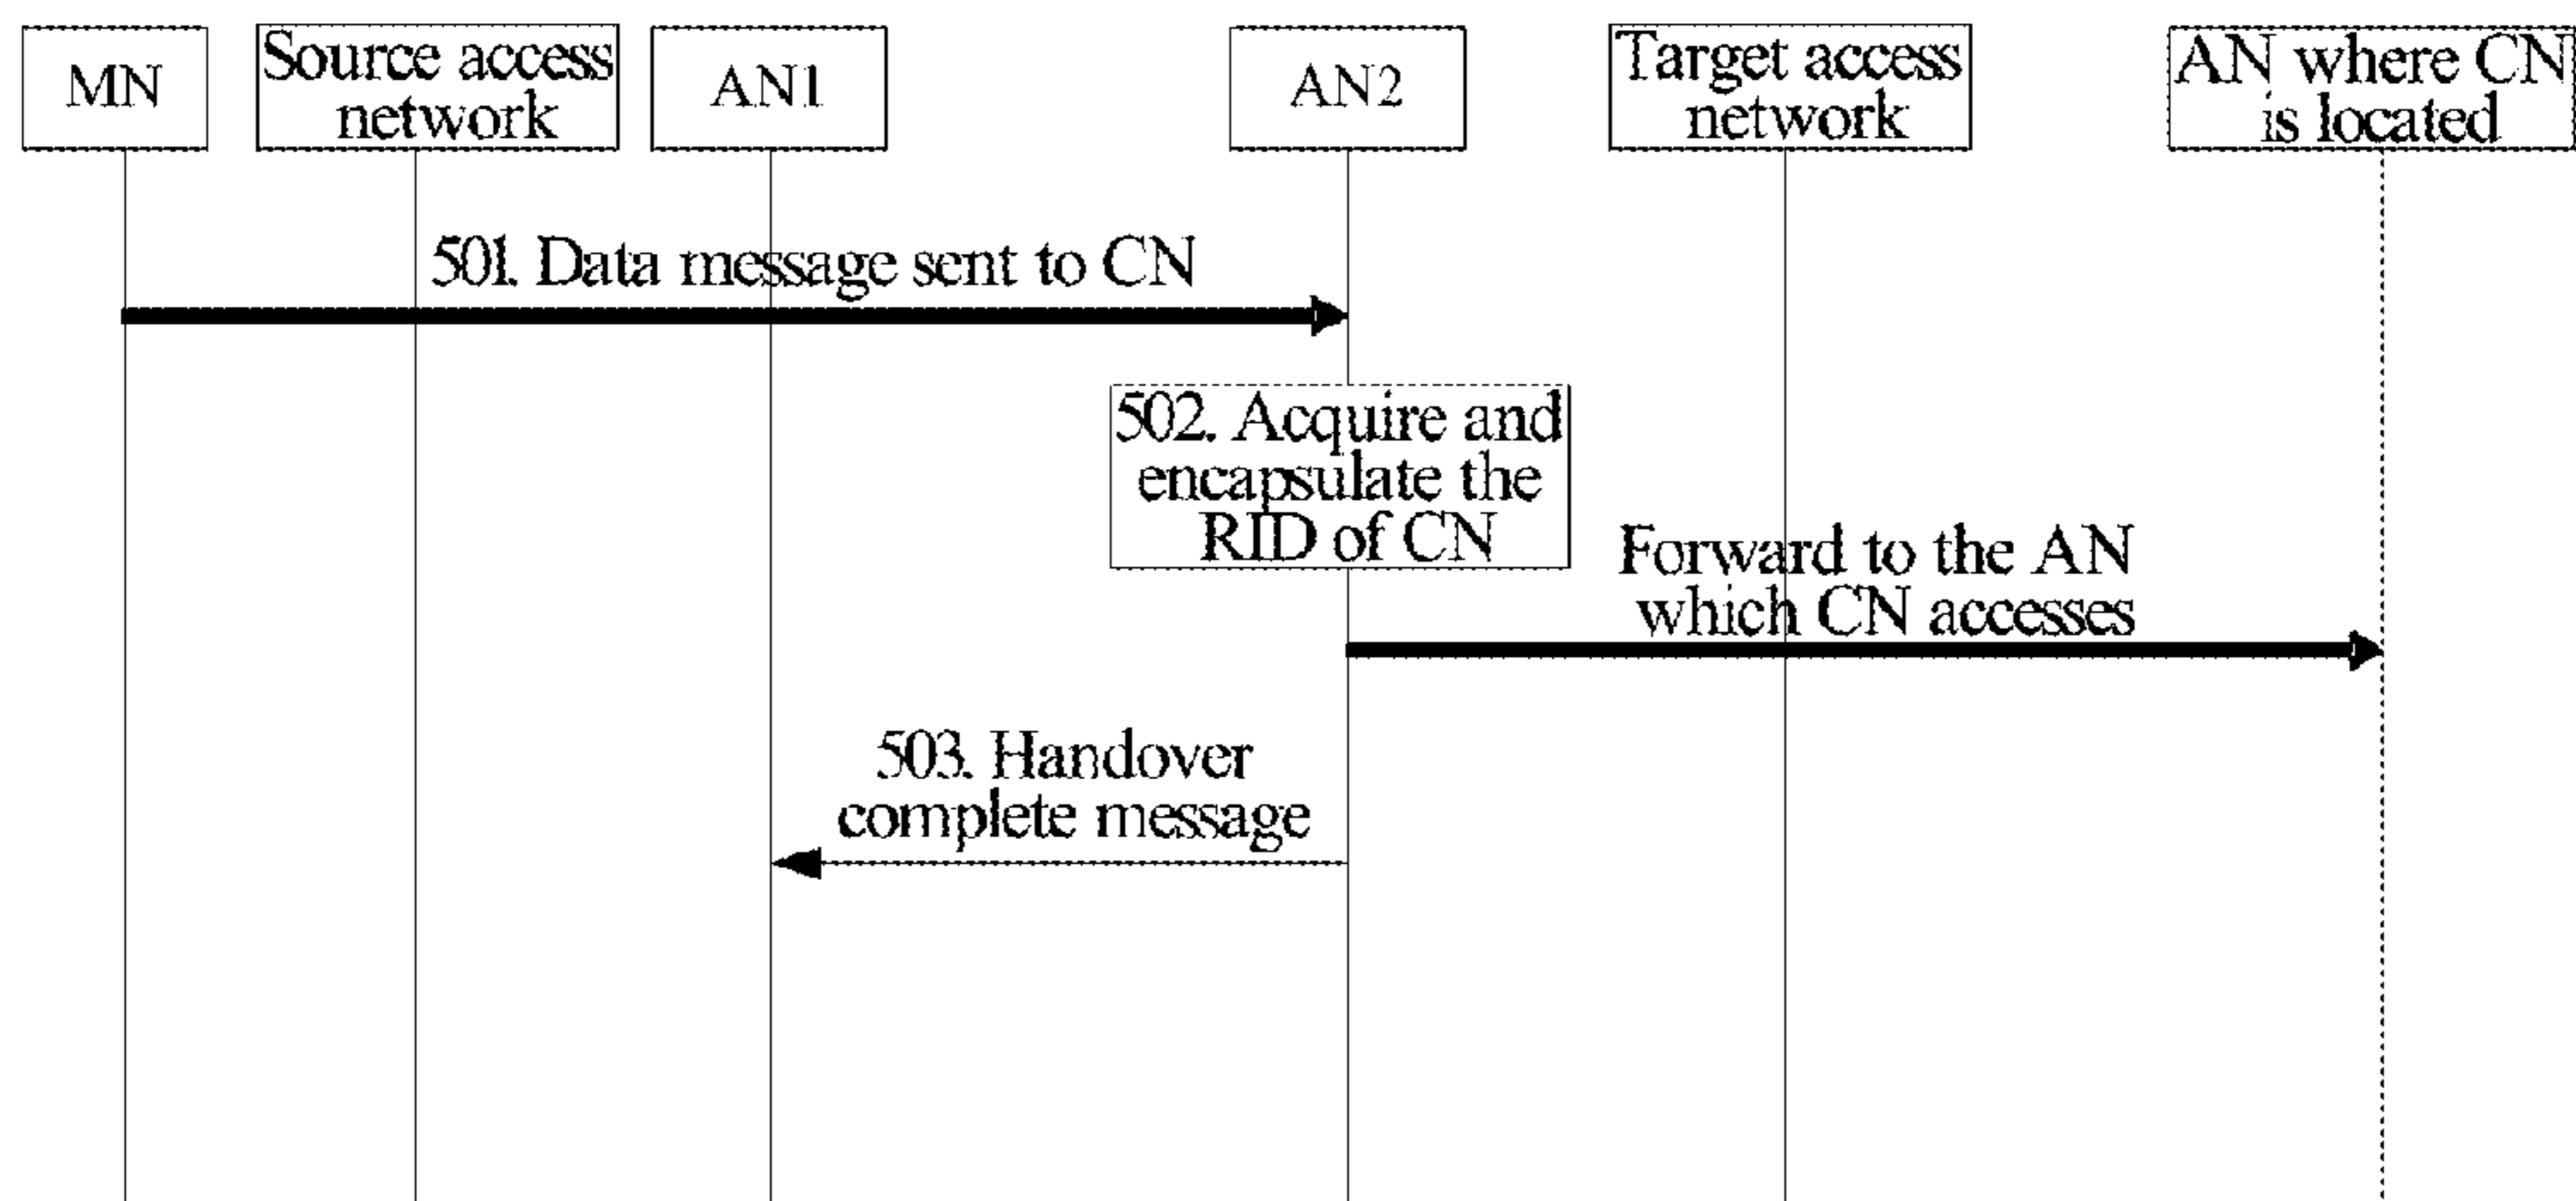 MN
Source access
network
AN1
AN2
Target access
network
AN where CN
is located
501. Data message sent to CN
502. Acquire and
encapsulate the
RID of CN
Forward to the AN
which CN accesses
503. Handover
complete message